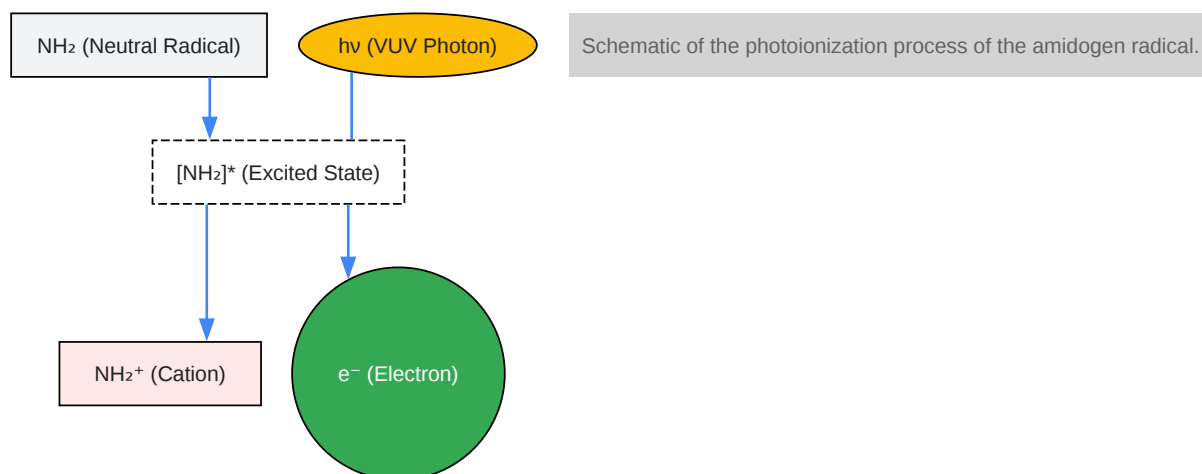 NH₂ (Neutral Radical)
hν (VUV Photon)
Schematic of the photoionization process of the amidogen radical.
[NH₂]* (Excited State)
NH₂⁺ (Cation)
e⁻ (Electron)